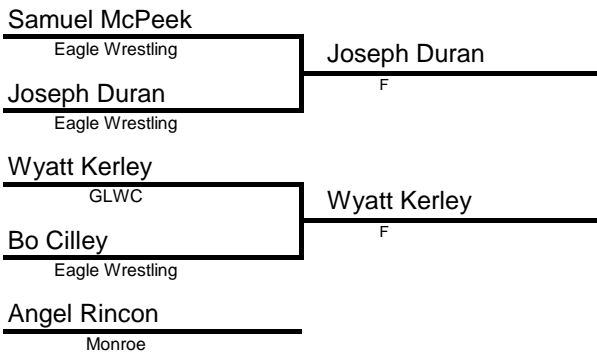 Samuel McPeek
Eagle Wrestling
Joseph Duran
F
Joseph Duran
Eagle Wrestling
Wyatt Kerley
GLWC
Wyatt Kerley
F
Bo Cilley
Eagle Wrestling
Angel Rincon
Monroe